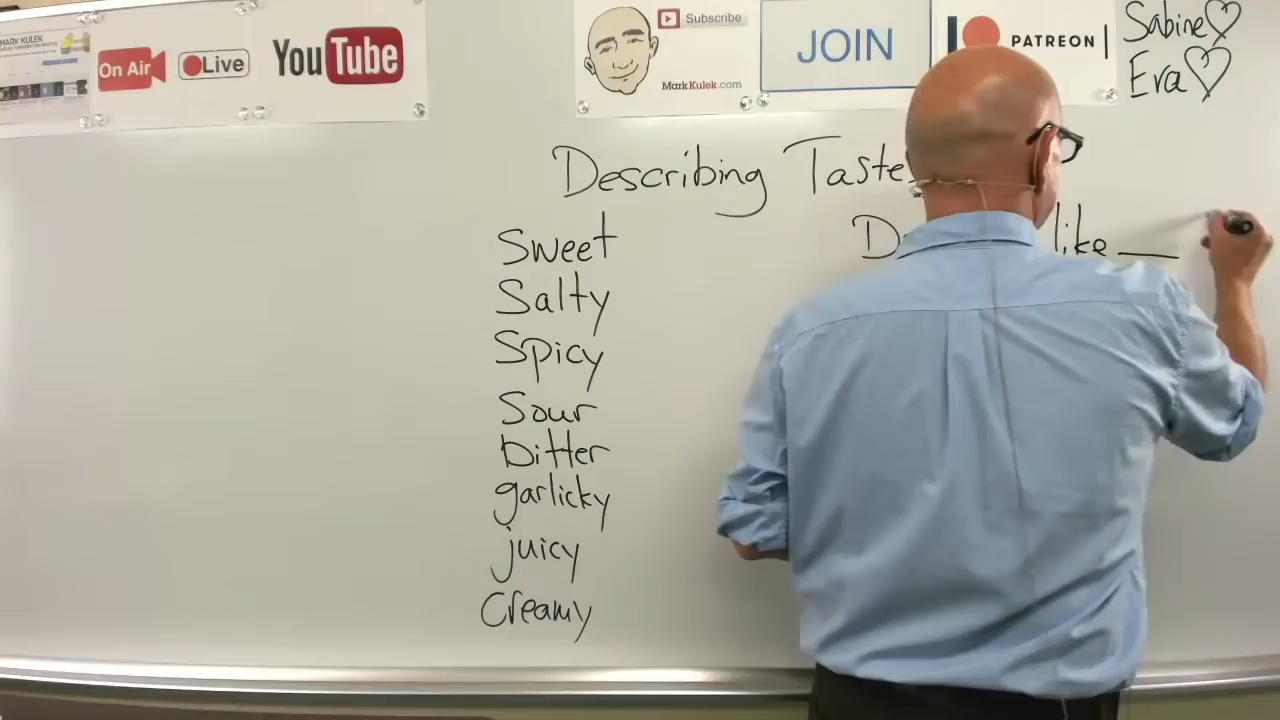 MARK KULEK
On Air
Live
YouTube
Subscribe
MarkKulek.com
JOIN
PATREON
Sabine♡
Eva♡
Describing Taste
Sweet
Salty
Spicy
Sour
bitter
garlicky
juicy
Creamy
like ___